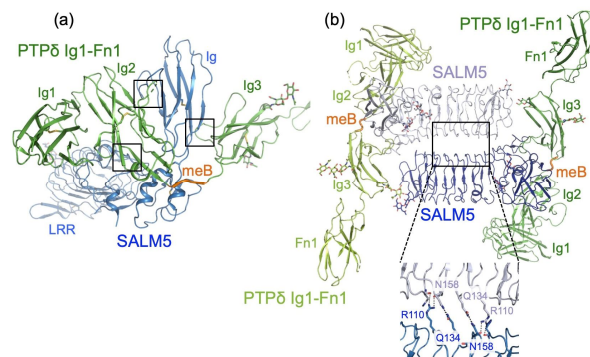 (a)
PTPδ Ig1-Fn1
Ig2
Ig
Ig1
Ig3
meB
LRR
SALM5
(b)
Ig1
PTPδ Ig1-Fn1
Fn1
SALM5
Ig2
meB
Ig3
Ig3
meB
SALM5
Ig2
Fn1
Ig1
PTPδ Ig1-Fn1
N158
Q134
R110
R110
Q134
N158